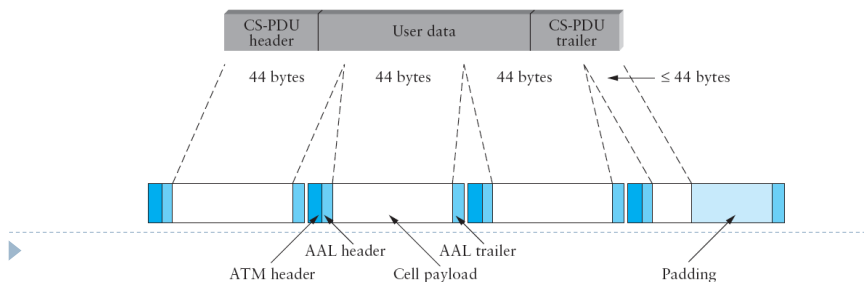 CS-PDU
header
User data
CS-PDU
trailer
44 bytes
44 bytes
44 bytes
≤ 44 bytes
AAL header
AAL trailer
ATM header
Cell payload
Padding